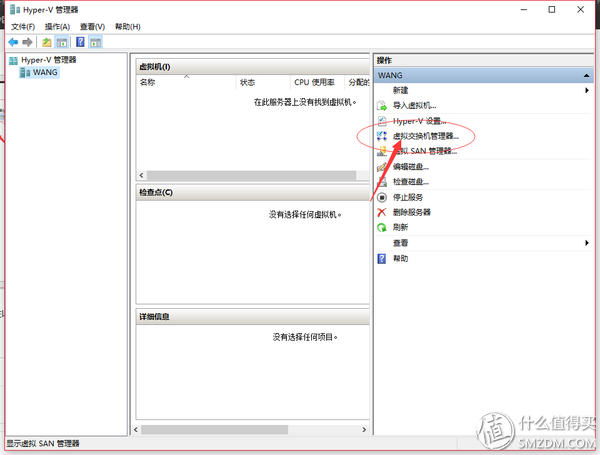 Hyper-V 管理器
文件(F) 操作(A) 查看(V) 帮助(H)
Hyper-V 管理器
WANG
虚拟机(I)
名称 状态 CPU 使用率 分配的
在此服务器上没有找到虚拟机。
检查点(C)
没有选择任何虚拟机。
详细信息
没有选择任何项目。
操作
WANG
新建
导入虚拟机...
Hyper-V 设置...
虚拟交换机管理器...
虚拟 SAN 管理器...
编辑磁盘...
检查磁盘...
停止服务
删除服务器
刷新
查看
帮助
显示虚拟 SAN 管理器
值 什么值得买
SMZDM.COM